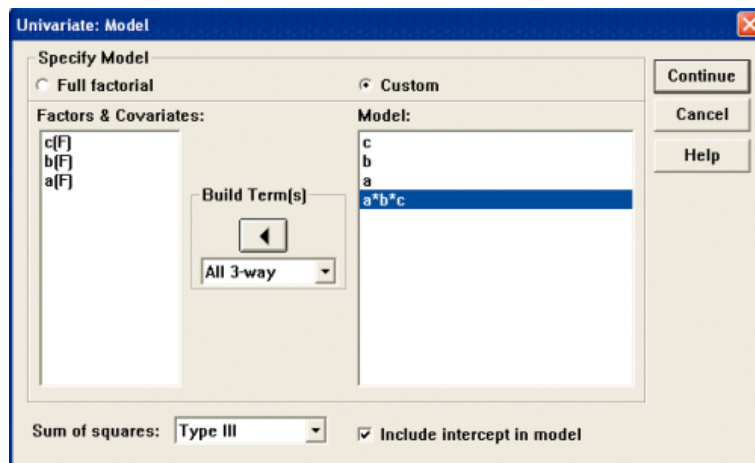 Univariate: Model
Specify Model
Full factorial
Custom
Continue
Cancel
Help
Factors & Covariates:
c(F)
b(F)
a(F)
Build Term(s)
All 3-way
Model:
c
b
a
a*b*c
Sum of squares:
Type III
Include intercept in model